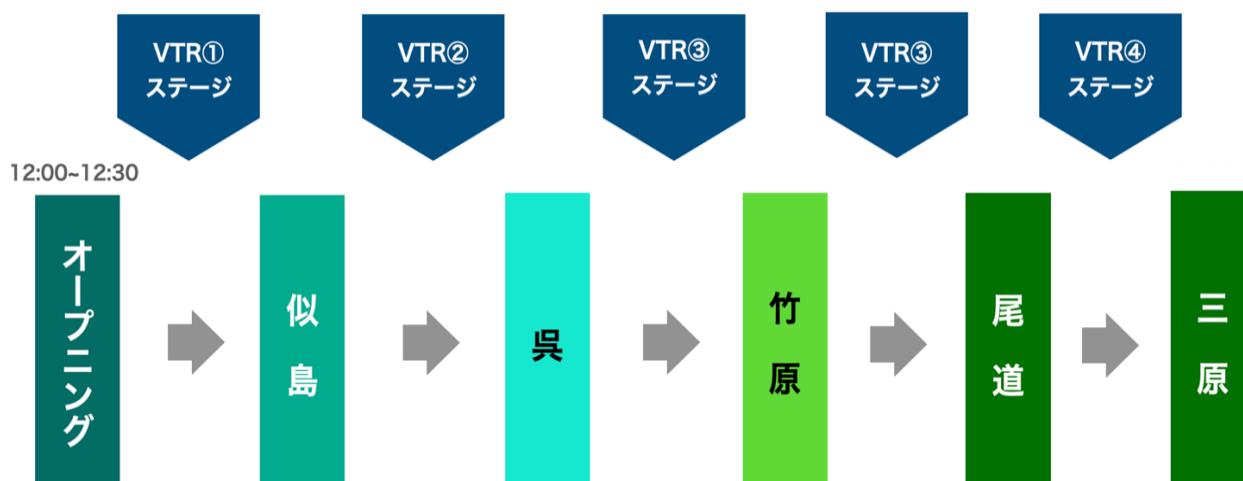 VTR①
ステージ
VTR②
ステージ
VTR③
ステージ
VTR③
ステージ
VTR④
ステージ
12:00~12:30
オープニング
似島
呉
竹原
尾道
三原